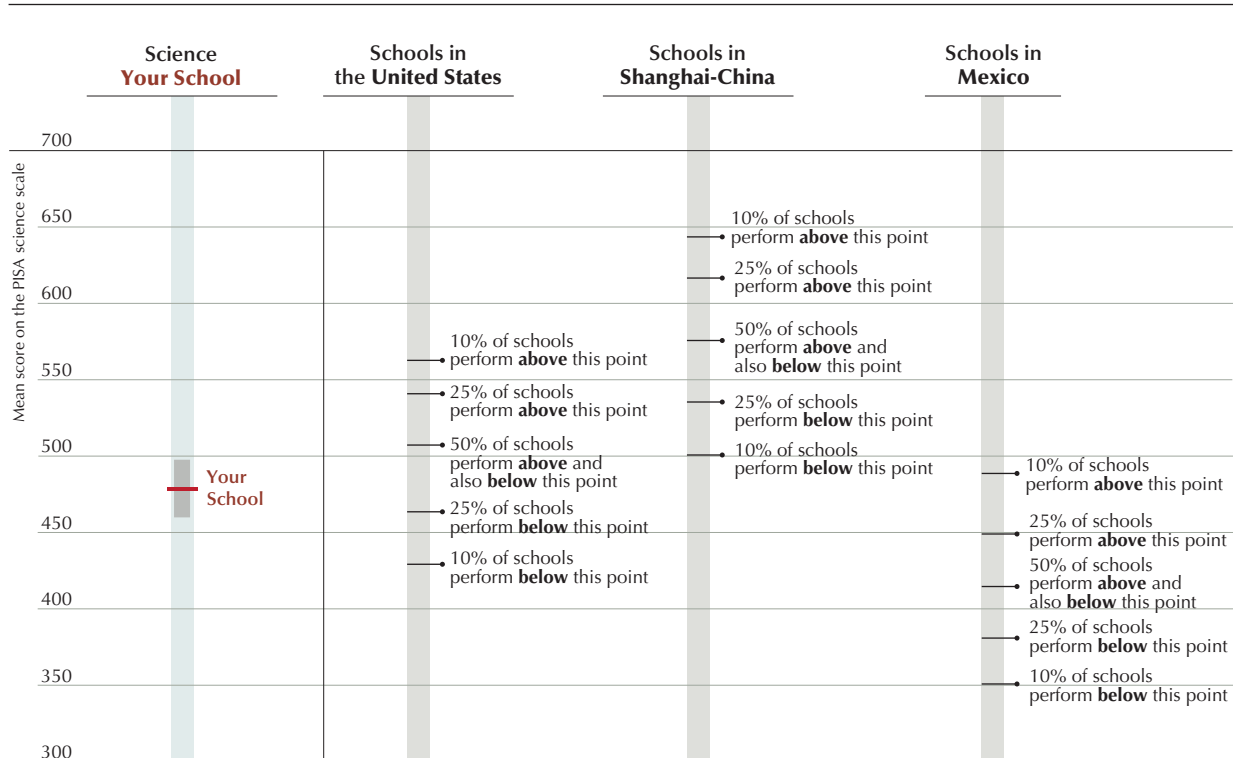 Science
Your School
Schools in
the United States
Schools in
Shanghai-China
Schools in
Mexico
Mean score on the PISA science scale
700
650
600
550
500
450
400
350
300
Your
School
10% of schools
perform above this point
25% of schools
perform above this point
50% of schools
perform above and
also below this point
25% of schools
perform below this point
10% of schools
perform below this point
10% of schools
perform above this point
25% of schools
perform above this point
50% of schools
perform above and
also below this point
25% of schools
perform below this point
10% of schools
perform below this point
10% of schools
perform above this point
25% of schools
perform above this point
50% of schools
perform above and
also below this point
25% of schools
perform below this point
10% of schools
perform below this point